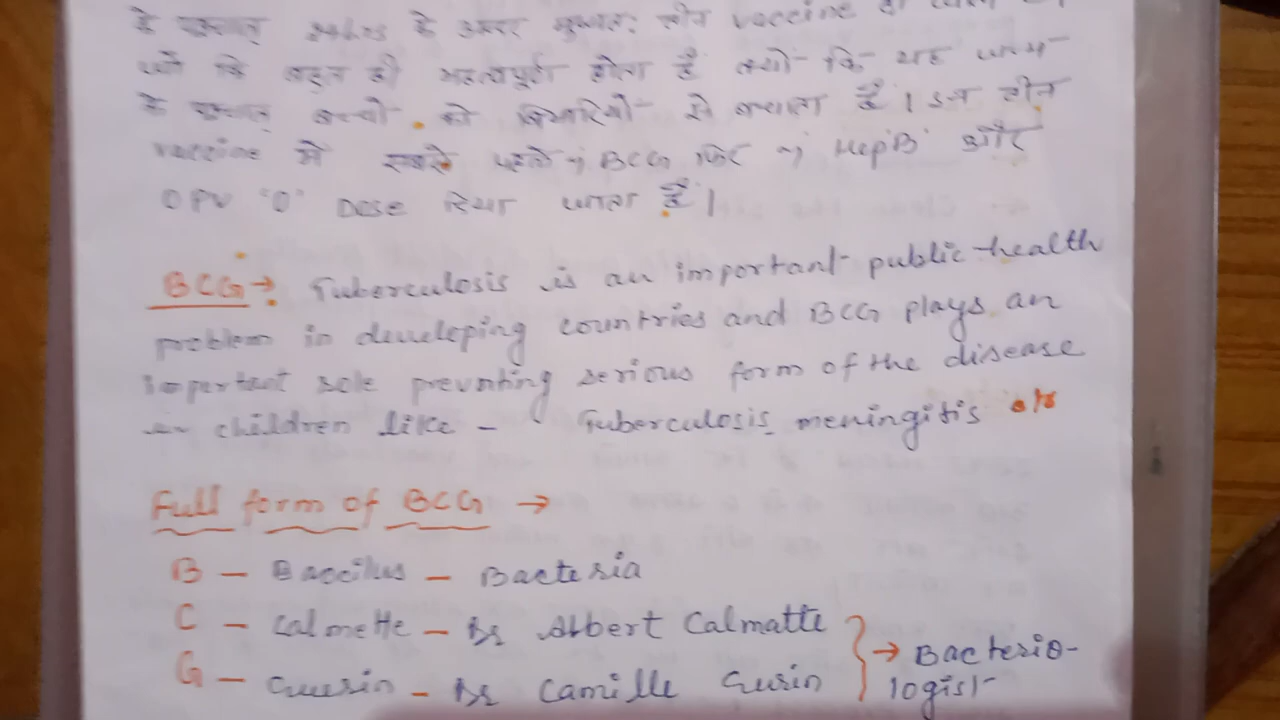 के पश्चात् 24hrs के अन्दर मुख्यतः तीन vaccine
जो कि बहुत ही महत्वपूर्ण होता है क्यो कि यह जन्म
के पश्चात् बच्चो को बिमारियो से बचाता है। इन तीन
vaccine मे सबसे पहले BCG फिर HepB और
OPV "0" Dose दिया जाता है।
BCG → Tuberculosis is an important public health
problem in developing countries and BCG plays an
important role preventing serious form of the disease
in children like - Tuberculosis meningitis
Full form of BCG →
B - Baccilus - Bacteria
C - Calmette - Dr Albert Calmatte
G - Guerin - Dr Camille Gurin } → Bacterio-
logist